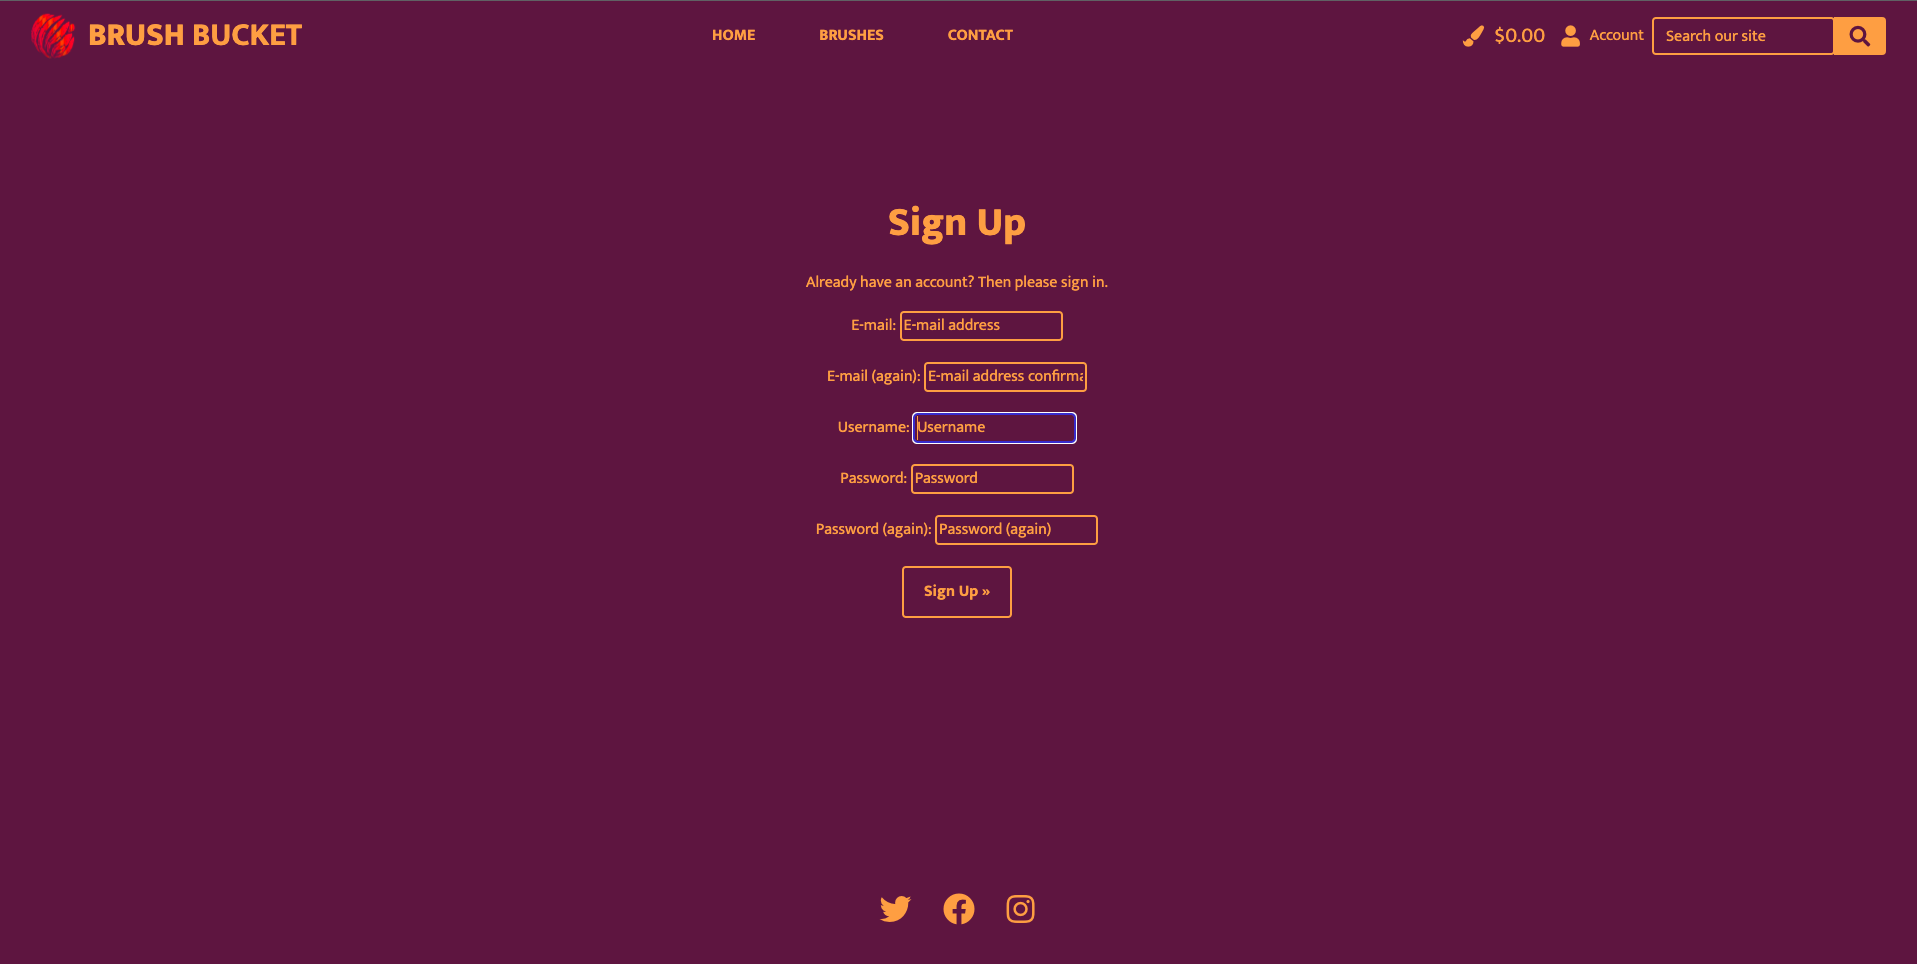 BRUSH BUCKET
HOME BRUSHES CONTACT
$0.00 Account Search our site
Sign Up
Already have an account? Then please sign in.
E-mail: E-mail address
E-mail (again): E-mail address confirma
Username: Username
Password: Password
Password (again): Password (again)
Sign Up »